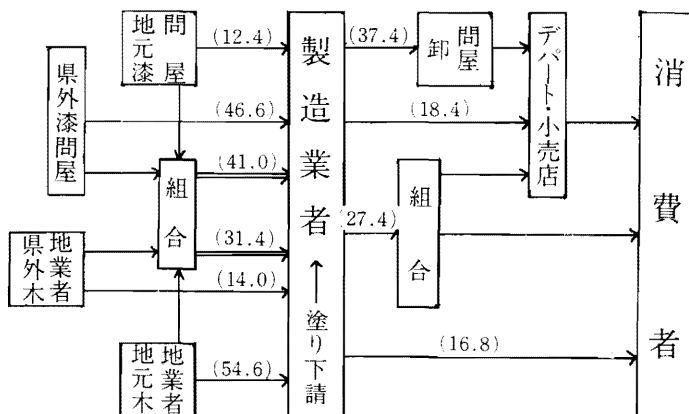 地元漆
問屋
(12.4)
県外漆問屋
(46.6)
組合
(41.0)
(31.4)
県外木
地業者
(14.0)
地元木
地業者
(54.6)
製造業者
塗り下請
(37.4)
卸
問屋
(18.4)
(27.4)
組合
(16.8)
デパート・小売店
消費者